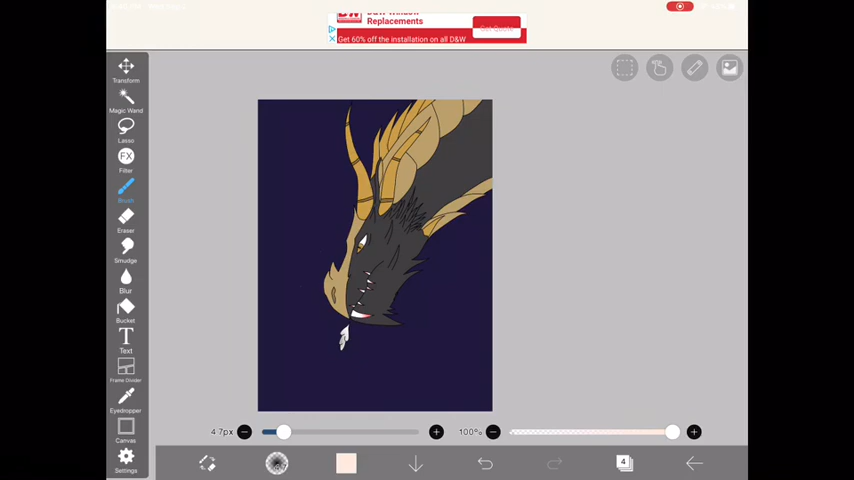 Replacements
Get 60% off the installation on all D&W
Transform
Magic Wand
Lasso
FX
Filter
Brush
Eraser
Smudge
Blur
Bucket
T
Text
Frame Divider
Eyedropper
Canvas
Settings
4.7px
100%
4